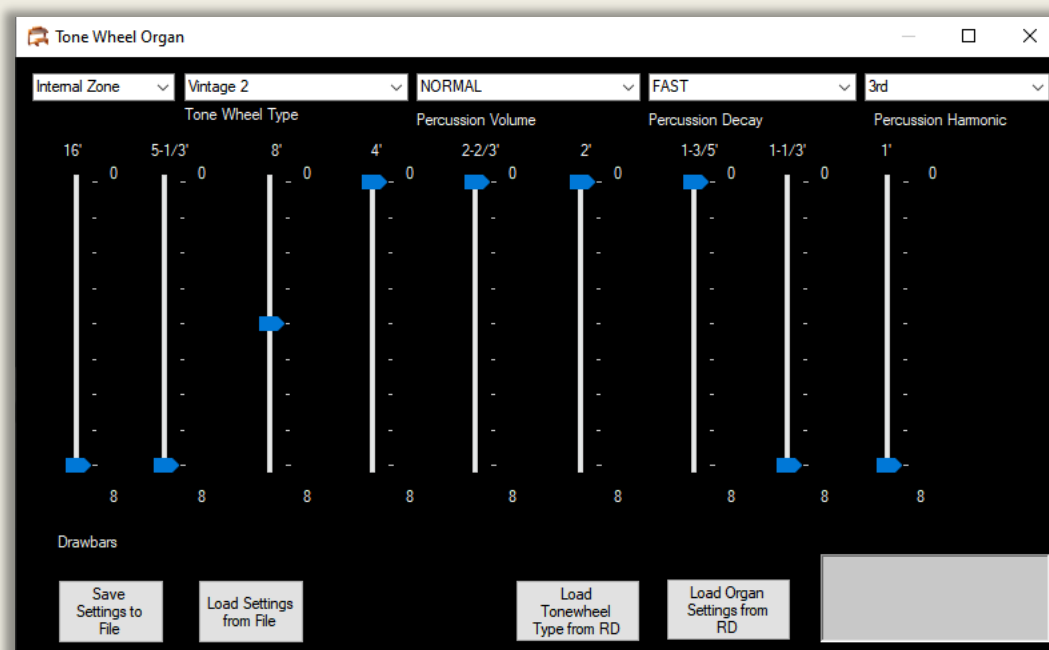 Tone Wheel Organ
Internal Zone Vintage 2 NORMAL FAST 3rd
Tone Wheel Type Percussion Volume Percussion Decay Percussion Harmonic
16' 5-1/3' 8' 4' 2-2/3' 2' 1-3/5' 1-1/3' 1'
0 0 0 0 0 0 0 0 0
8 8 8 8 8 8 8 8 8
Drawbars
Save
Settings to
File
Load Settings
from File
Load
Tonewheel
Type from RD
Load Organ
Settings from
RD